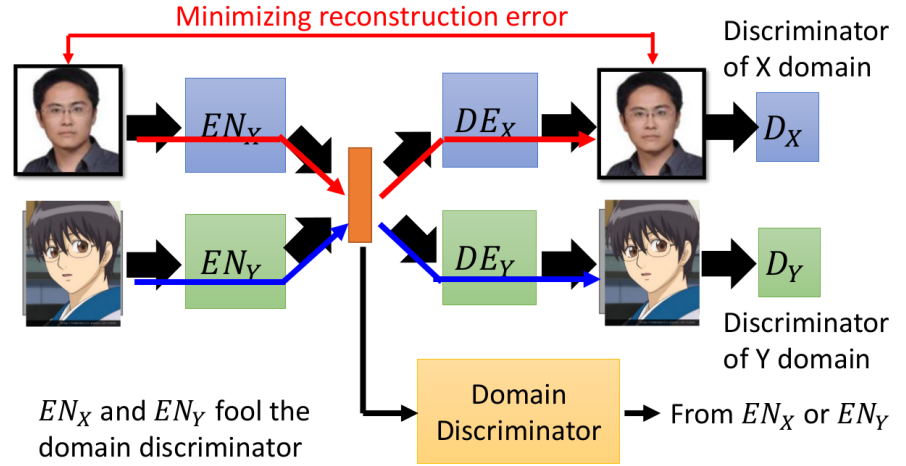 Minimizing reconstruction error
Discriminator
of X domain
EN_X
DE_X
D_X
EN_Y
DE_Y
D_Y
Discriminator
of Y domain
EN_X and EN_Y fool the
domain discriminator
Domain
Discriminator
From EN_X or EN_Y